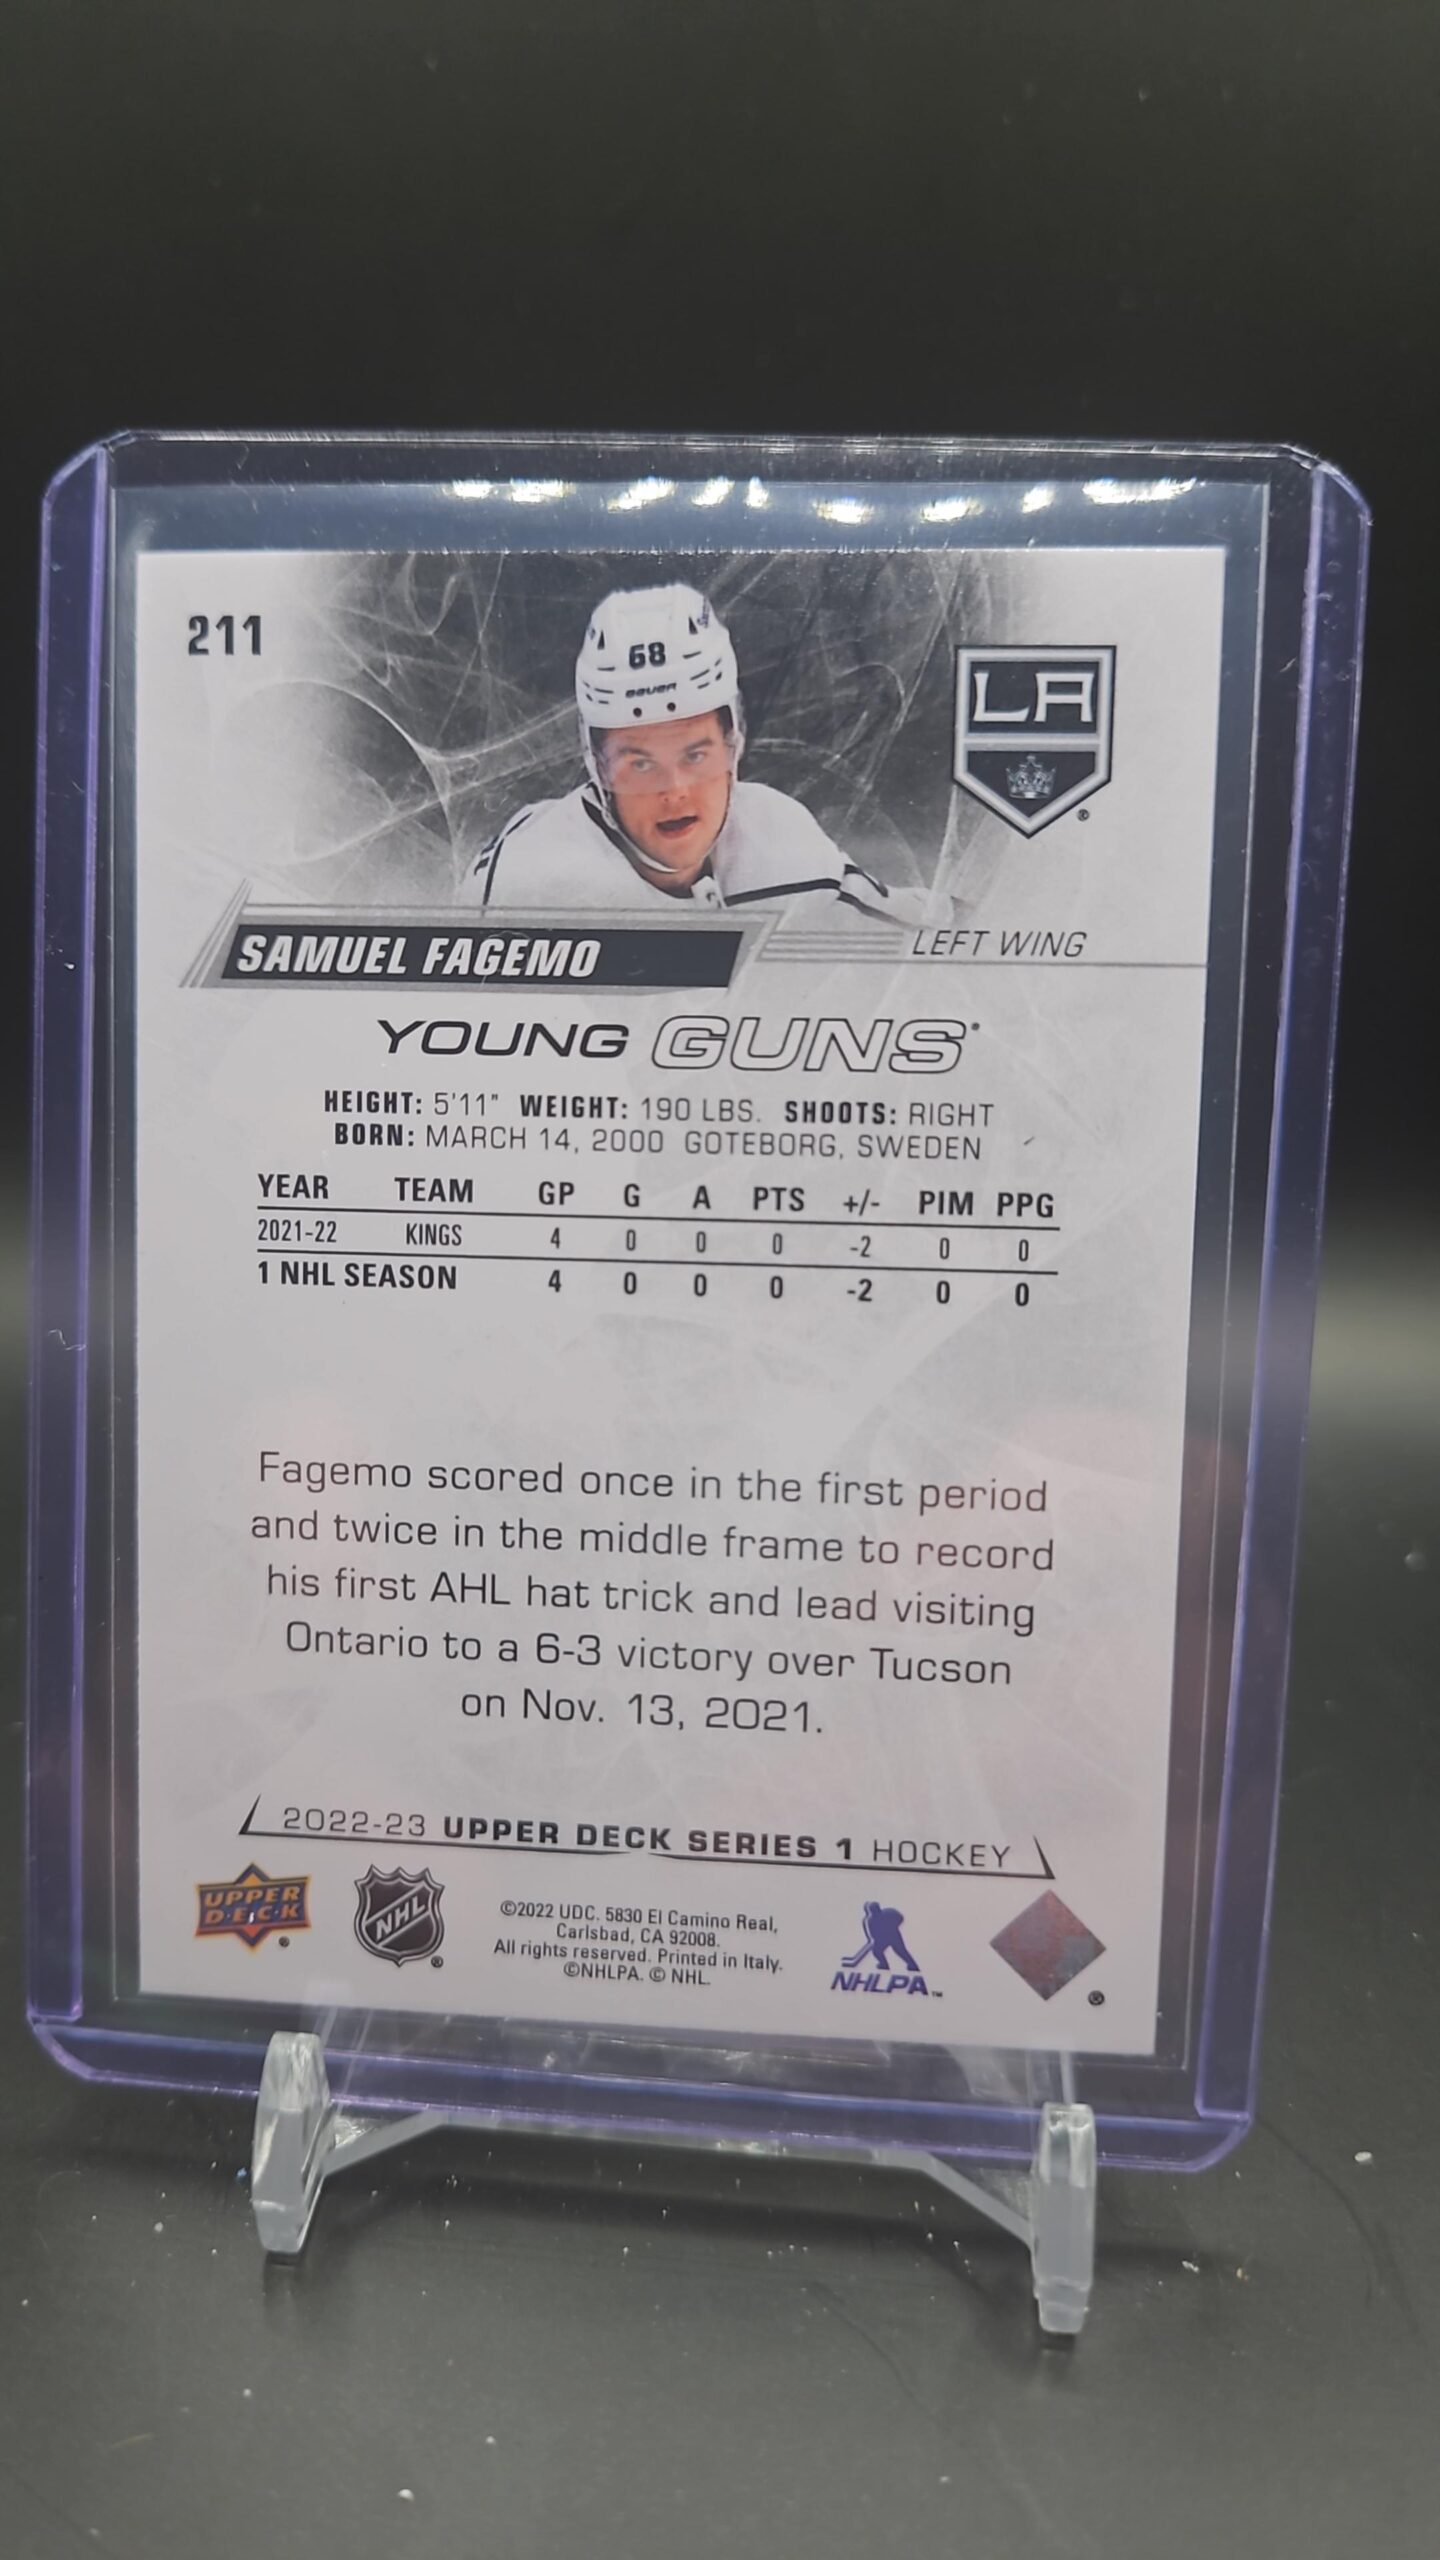 211
68
BAUER
LA
SAMUEL FAGEMO
LEFT WING
YOUNG GUNS
HEIGHT: 5'11" WEIGHT: 190 LBS. SHOOTS: RIGHT
BORN: MARCH 14, 2000 GOTEBORG, SWEDEN
YEAR TEAM GP G A PTS +/- PIM PPG
2021-22 KINGS 4 0 0 0 -2 0 0
1 NHL SEASON 4 0 0 0 -2 0 0
Fagemo scored once in the first period
and twice in the middle frame to record
his first AHL hat trick and lead visiting
Ontario to a 6-3 victory over Tucson
on Nov. 13, 2021.
2022-23 UPPER DECK SERIES 1 HOCKEY
UPPER
D·E·C·K
®
NHL
®
©2022 UDC. 5830 El Camino Real,
Carlsbad, CA 92008.
All rights reserved. Printed in Italy.
©NHLPA. © NHL.
NHLPA™
®